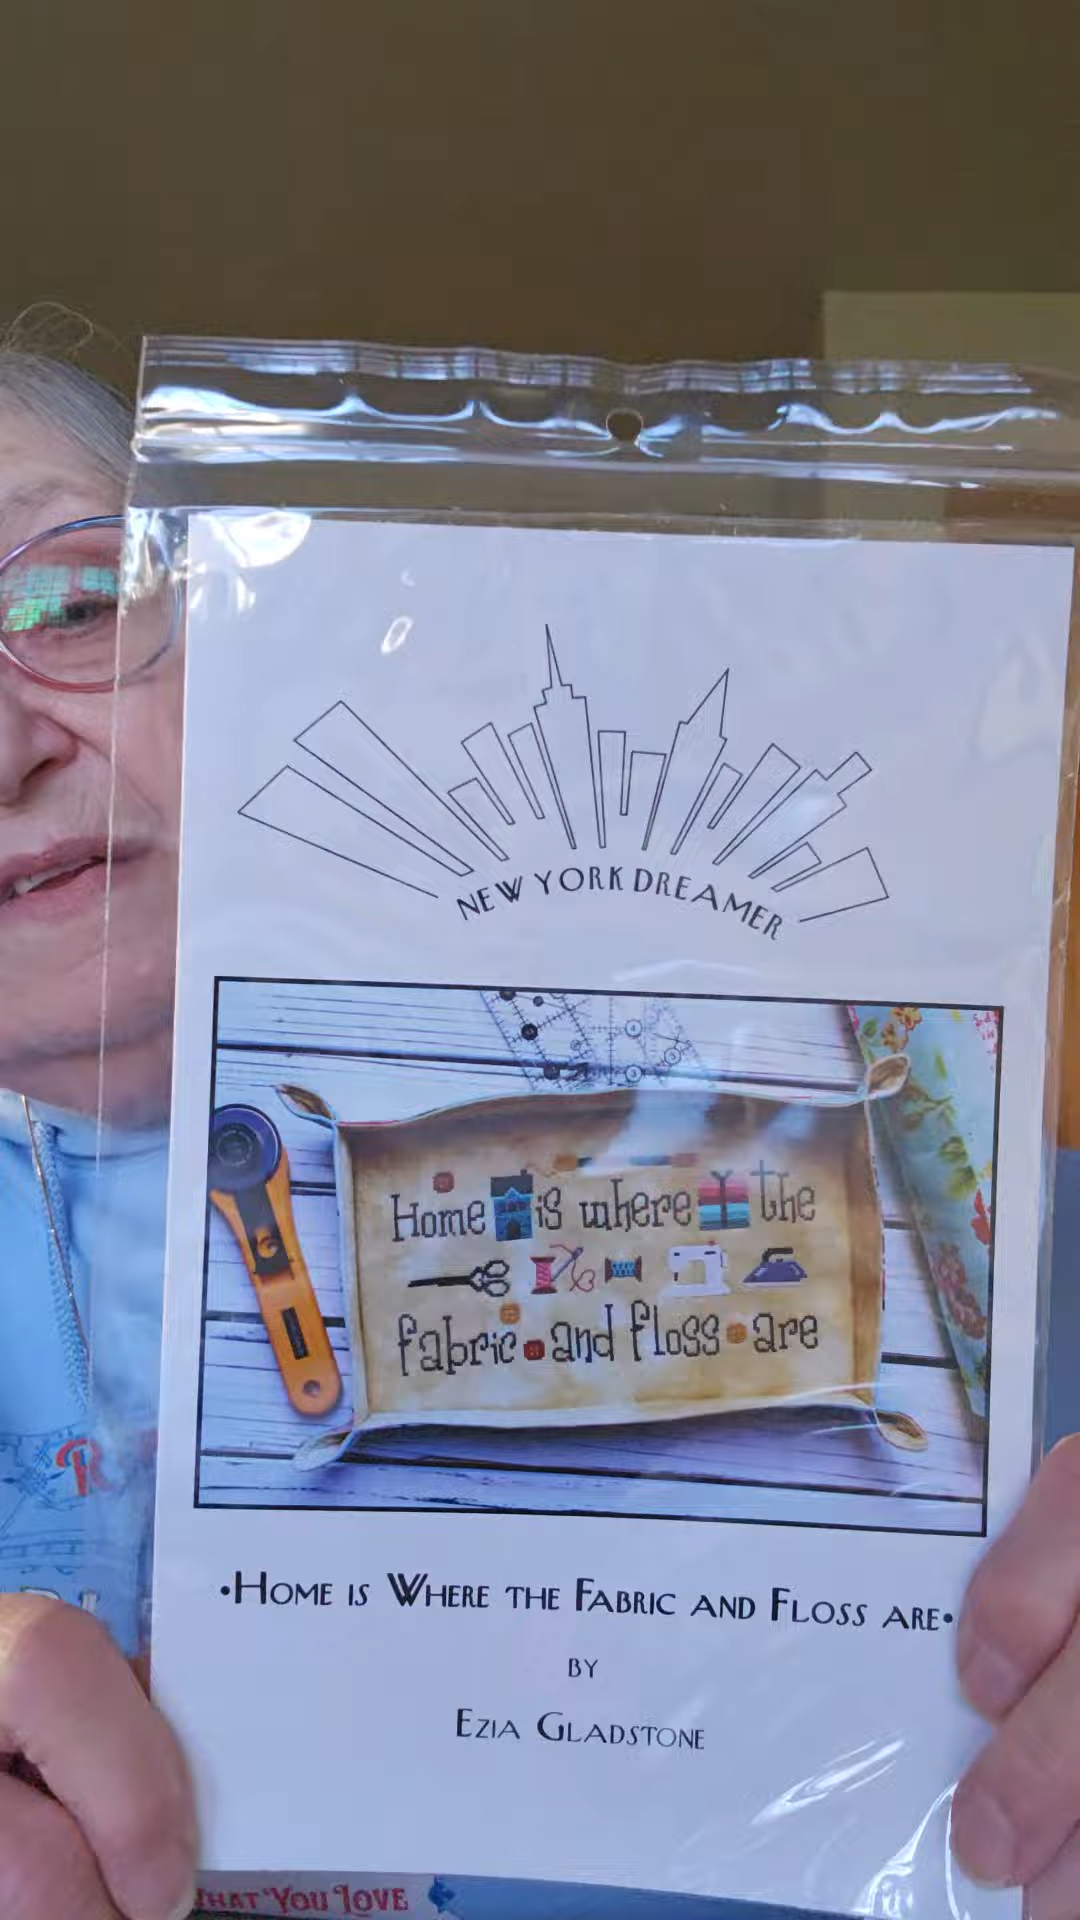 NEW YORK DREAMER
Home is where the
fabric and floss are
•HOME IS WHERE THE FABRIC AND FLOSS ARE•
BY
EZIA GLADSTONE
WHAT YOU LOVE